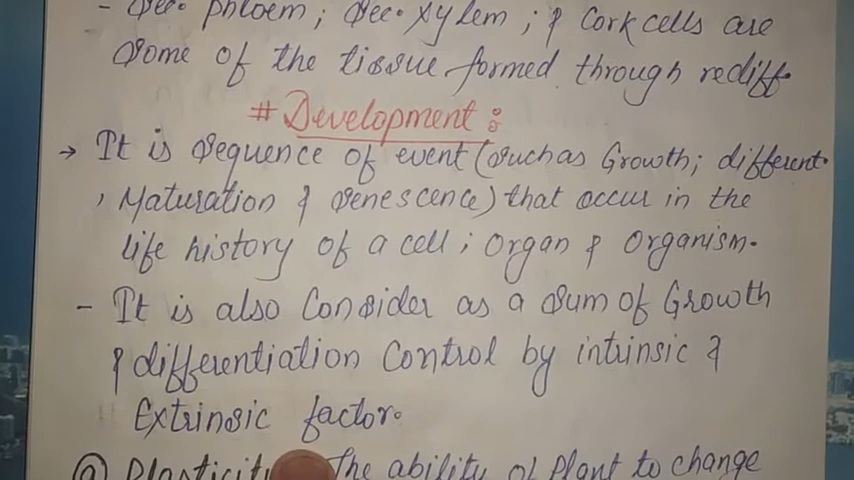 - Sec. phloem; Sec. xylem; & Cork cells are
Some of the tissue formed through rediff.
# Development :
→ It is Sequence of event (Such as Growth; different.
, Maturation & Senescence) that occur in the
life history of a cell; Organ & Organism.
- It is also Consider as a Sum of Growth
& differentiation Control by intrinsic &
Extrinsic factor.
@ Plasticity The ability of Plant to change